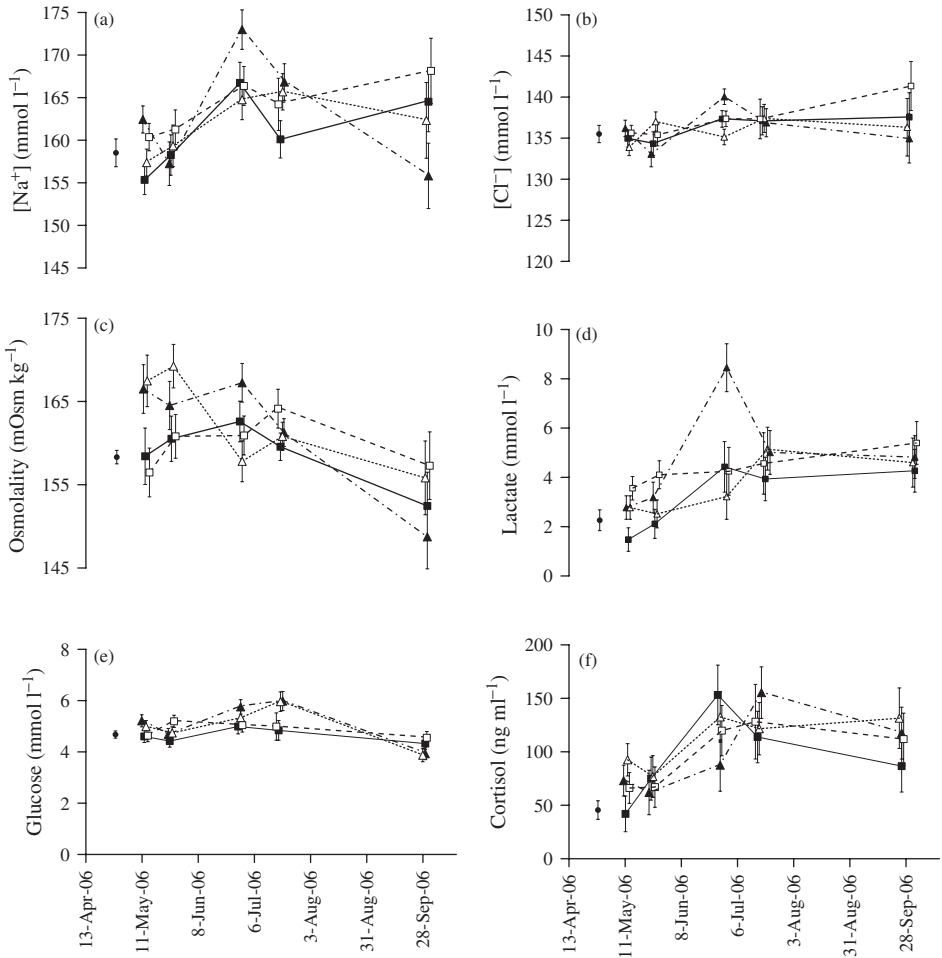 (a)
[Na⁺] (mmol l⁻¹)
175
170
165
160
155
150
145
(b)
[Cl⁻] (mmol l⁻¹)
150
145
140
135
130
125
120
(c)
Osmolality (mOsm kg⁻¹)
175
165
155
145
(d)
Lactate (mmol l⁻¹)
10
8
6
4
2
0
(e)
Glucose (mmol l⁻¹)
8
6
4
2
0
13-Apr-06
11-May-06
8-Jun-06
6-Jul-06
3-Aug-06
31-Aug-06
28-Sep-06
(f)
Cortisol (ng ml⁻¹)
200
150
100
50
0
13-Apr-06
11-May-06
8-Jun-06
6-Jul-06
3-Aug-06
31-Aug-06
28-Sep-06